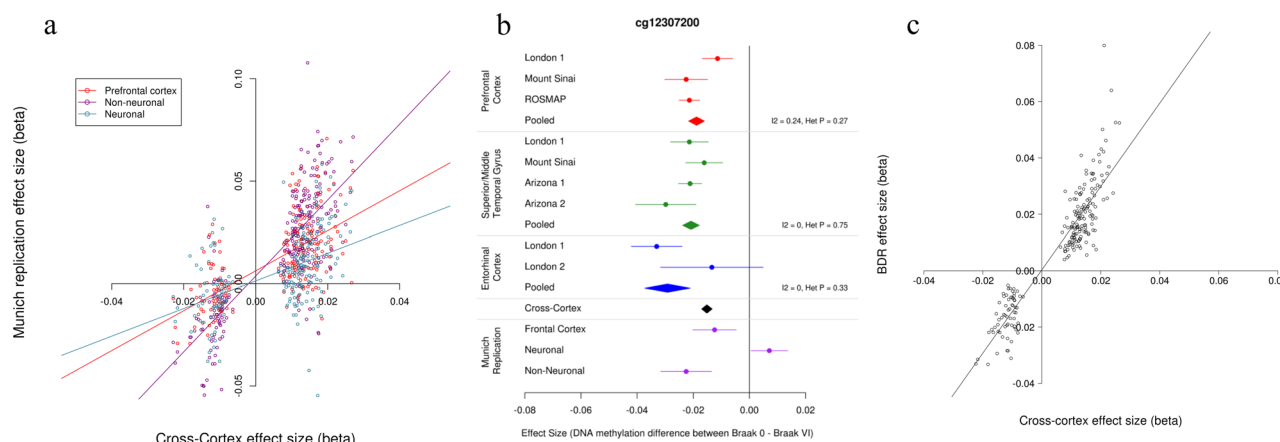 a
Munich replication effect size (beta)
Prefrontal cortex
Non-neuronal
Neuronal
0.10
0.05
0.00
-0.05
-0.04
-0.02
0.00
0.02
0.04
Cross-Cortex effect size (beta)
b
cg12307200
Prefrontal
Cortex
London 1
Mount Sinai
ROSMAP
Pooled
I2 = 0.24, Het P = 0.27
Superior/Middle
Temporal Gyrus
London 1
Mount Sinai
Arizona 1
Arizona 2
Pooled
I2 = 0, Het P = 0.75
Entorhinal
Cortex
London 1
London 2
Pooled
I2 = 0, Het P = 0.33
Cross-Cortex
Munich
Replication
Frontal Cortex
Neuronal
Non-Neuronal
-0.08
-0.06
-0.04
-0.02
0.00
0.02
Effect Size (DNA methylation difference between Braak 0 - Braak VI)
c
BDR effect size (beta)
0.08
0.06
0.04
0.02
0.00
-0.02
-0.04
-0.04
-0.02
0.00
0.02
0.04
0.06
Cross-cortex effect size (beta)